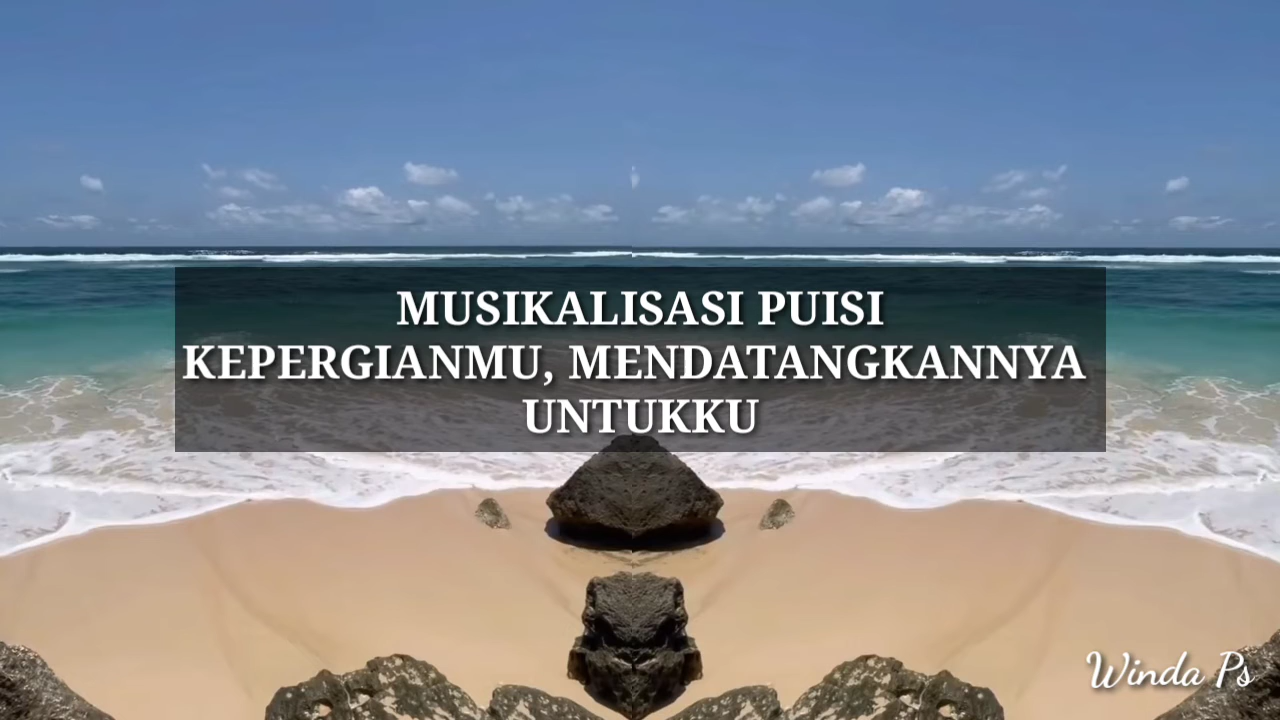 MUSIKALISASI PUISI
KEPERGIANMU, MENDATANGKANNYA
UNTUKKU
Winda Ps